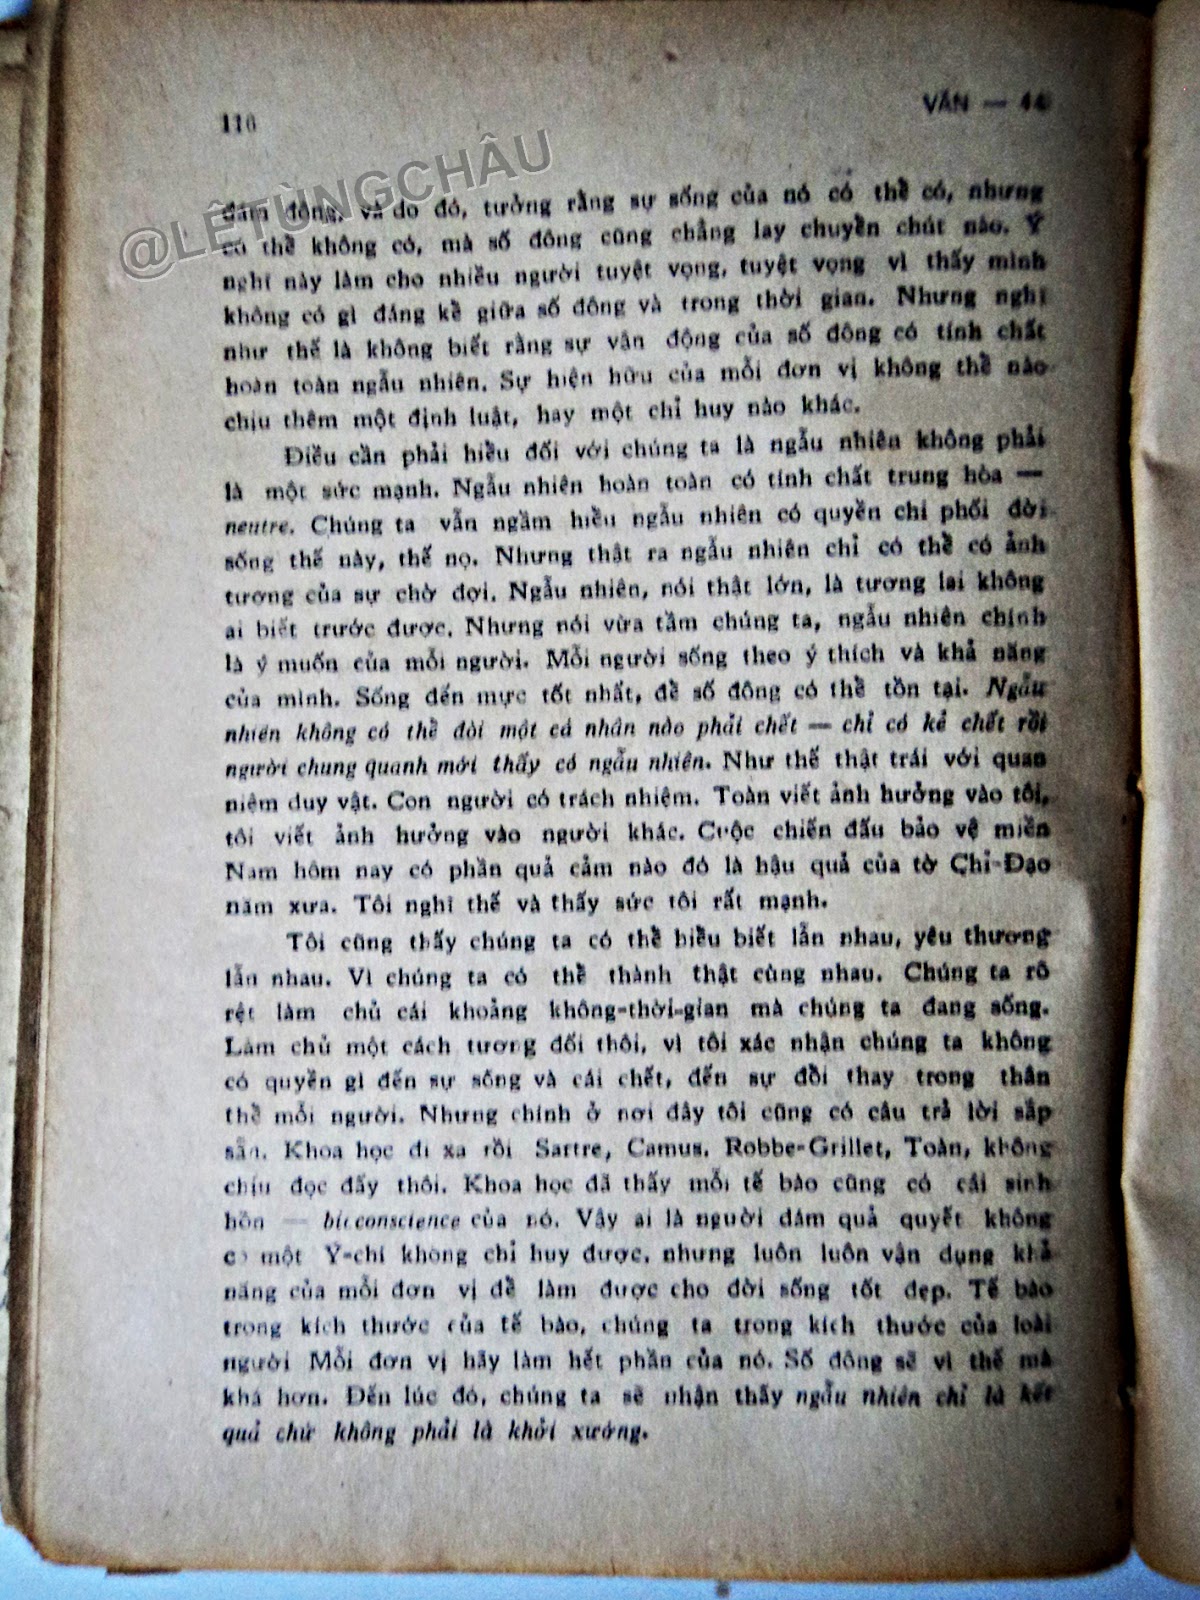 116
VĂN — 44
@LÊTÙNGCHÂU
đám đông, và do đó, tưởng rằng sự sống của nó có thể có, nhưng
có thể không có, mà số đông cũng chẳng lay chuyển chút nào. Ý
nghĩ này làm cho nhiều người tuyệt vọng, tuyệt vọng vì thấy mình
không có gì đáng kể giữa số đông và trong thời gian. Nhưng nghĩ
như thế là không biết rằng sự vận động của số đông có tính chất
hoàn toàn ngẫu nhiên. Sự hiện hữu của mỗi đơn vị không thể nào
chịu thêm một định luật, hay một chỉ huy nào khác.
Điều cần phải hiểu đối với chúng ta là ngẫu nhiên không phải
là một sức mạnh. Ngẫu nhiên hoàn toàn có tính chất trung hòa —
neutre. Chúng ta vẫn ngầm hiểu ngẫu nhiên có quyền chi phối đời
sống thế này, thế nọ. Nhưng thật ra ngẫu nhiên chỉ có thể có ảnh
tương của sự chờ đợi. Ngẫu nhiên, nói thật lớn, là tương lai không
ai biết trước được. Nhưng nói vừa tầm chúng ta, ngẫu nhiên chính
là ý muốn của mỗi người. Mỗi người sống theo ý thích và khả năng
của mình. Sống đến mực tốt nhất, để số đông có thể tồn tại. Ngẫu
nhiên không có thể đòi một cá nhân nào phải chết — chỉ có kẻ chết rồi
người chung quanh mới thấy có ngẫu nhiên. Như thế thật trái với quan
niệm duy vật. Con người có trách nhiệm. Toàn viết ảnh hưởng vào tôi,
tôi viết ảnh hưởng vào người khác. Cuộc chiến đấu bảo vệ miền
Nam hôm nay có phần quả cảm nào đó là hậu quả của tờ Chỉ-Đạo
năm xưa. Tôi nghĩ thế và thấy sức tôi rất mạnh.
Tôi cũng thấy chúng ta có thể hiểu biết lẫn nhau, yêu thương
lẫn nhau. Vì chúng ta có thể thành thật cùng nhau. Chúng ta rõ
rệt làm chủ cái khoảng không-thời-gian mà chúng ta đang sống.
Làm chủ một cách tương đối thôi, vì tôi xác nhận chúng ta không
có quyền gì đến sự sống và cái chết, đến sự đổi thay trong thân
thể mỗi người. Nhưng chính ở nơi đây tôi cũng có câu trả lời sắp
sẵn. Khoa học đi xa rồi Sartre, Camus, Robbe-Grillet, Toàn, không
chịu đọc đấy thôi. Khoa học đã thấy mỗi tế bào cũng có cái sinh
hồn — bioconscience của nó. Vậy ai là người dám quả quyết không
có một Ý-chí không chỉ huy được, nhưng luôn luôn vận dụng khả
năng của mỗi đơn vị để làm được cho đời sống tốt đẹp. Tế bào
trong kích thước của tế bào, chúng ta trong kích thước của loài
người Mỗi đơn vị hãy làm hết phần của nó. Số đông sẽ vì thế mà
khá hơn. Đến lúc đó, chúng ta sẽ nhận thấy ngẫu nhiên chỉ là kết
quả chứ không phải là khởi xướng.